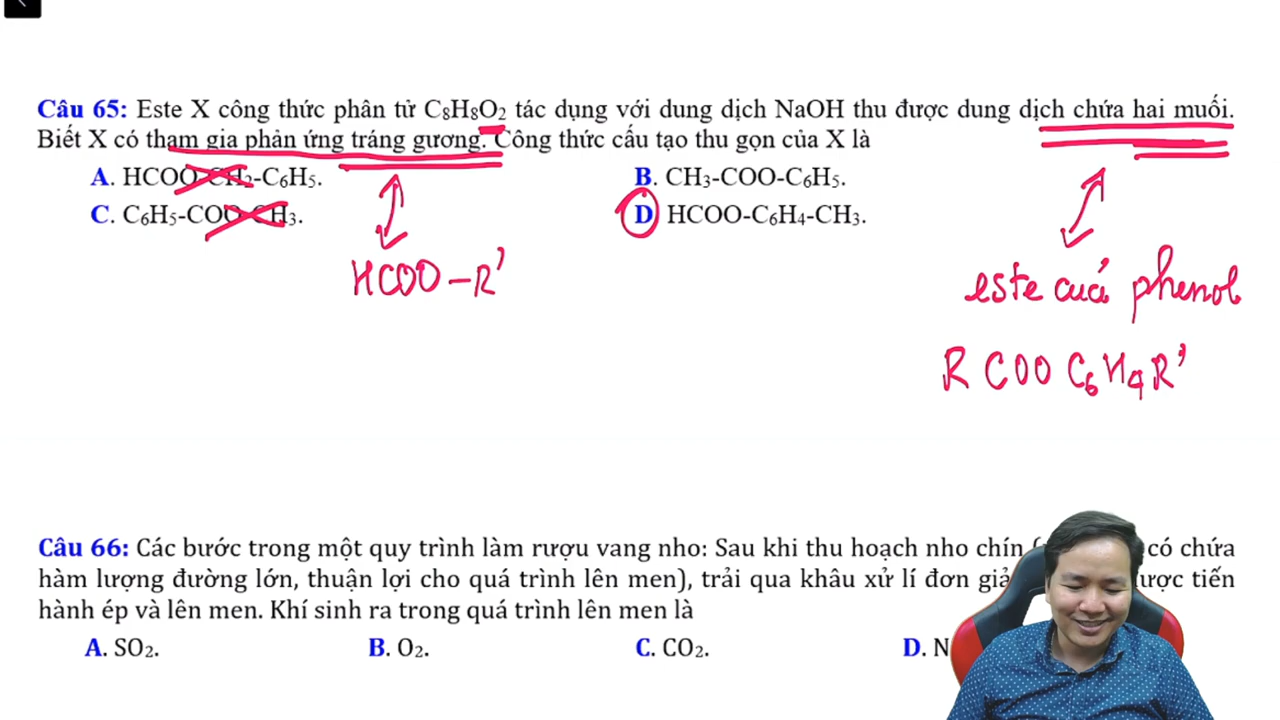 Câu 65: Este X công thức phân tử C₈H₈O₂ tác dụng với dung dịch NaOH thu được dung dịch chứa hai muối.
Biết X có tham gia phản ứng tráng gương. Công thức cấu tạo thu gọn của X là
A. HCOO-CH₂-C₆H₅. B. CH₃-COO-C₆H₅.
C. C₆H₅-COO-CH₃. D HCOO-C₆H₄-CH₃.
HCOO-R'
este của phenol
R COO C₆H₄R'
Câu 66: Các bước trong một quy trình làm rượu vang nho: Sau khi thu hoạch nho chín có chứa
hàm lượng đường lớn, thuận lợi cho quá trình lên men), trải qua khâu xử lí đơn tiến
hành ép và lên men. Khí sinh ra trong quá trình lên men là
A. SO₂. B. O₂. C. CO₂. D. N